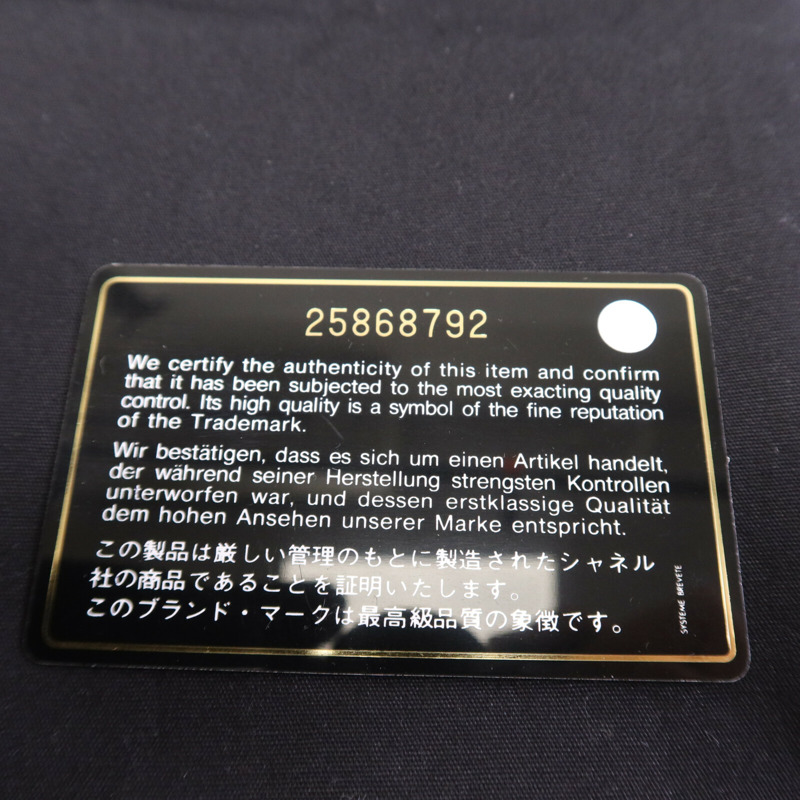 25868792
We certify the authenticity of this item and confirm
that it has been subjected to the most exacting quality
control. Its high quality is a symbol of the fine reputation
of the Trademark.
Wir bestätigen, dass es sich um einen Artikel handelt,
der während seiner Herstellung strengsten Kontrollen
unterworfen war, und dessen erstklassige Qualität
dem hohen Ansehen unserer Marke entspricht.
この製品は厳しい管理のもとに製造されたシャネル
社の商品であることを証明いたします。
このブランド・マークは最高級品質の象徴です。
SYSTEME BREVETE